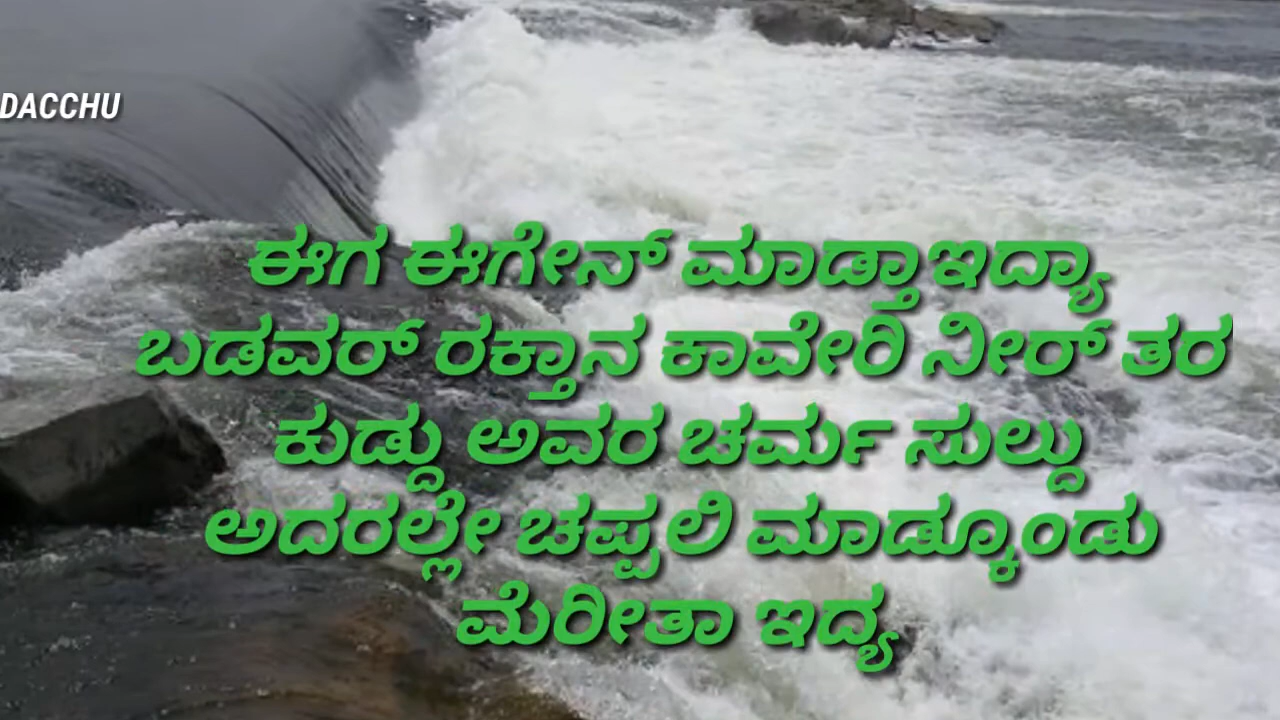 DACCHU
ಈಗ ಈಗೇನ್ ಮಾಡ್ತಾಇದ್ಯಾ
ಬಡವರ್ ರಕ್ತಾನ ಕಾವೇರಿ ನೀರ್ ತರ
ಕುಡ್ದು ಅವರ ಚರ್ಮ ಸುಲ್ದು
ಅದರಲ್ಲೇ ಚಪ್ಪಲಿ ಮಾಡ್ಕೂಂಡು
ಮೆರೀತಾ ಇದ್ಯ